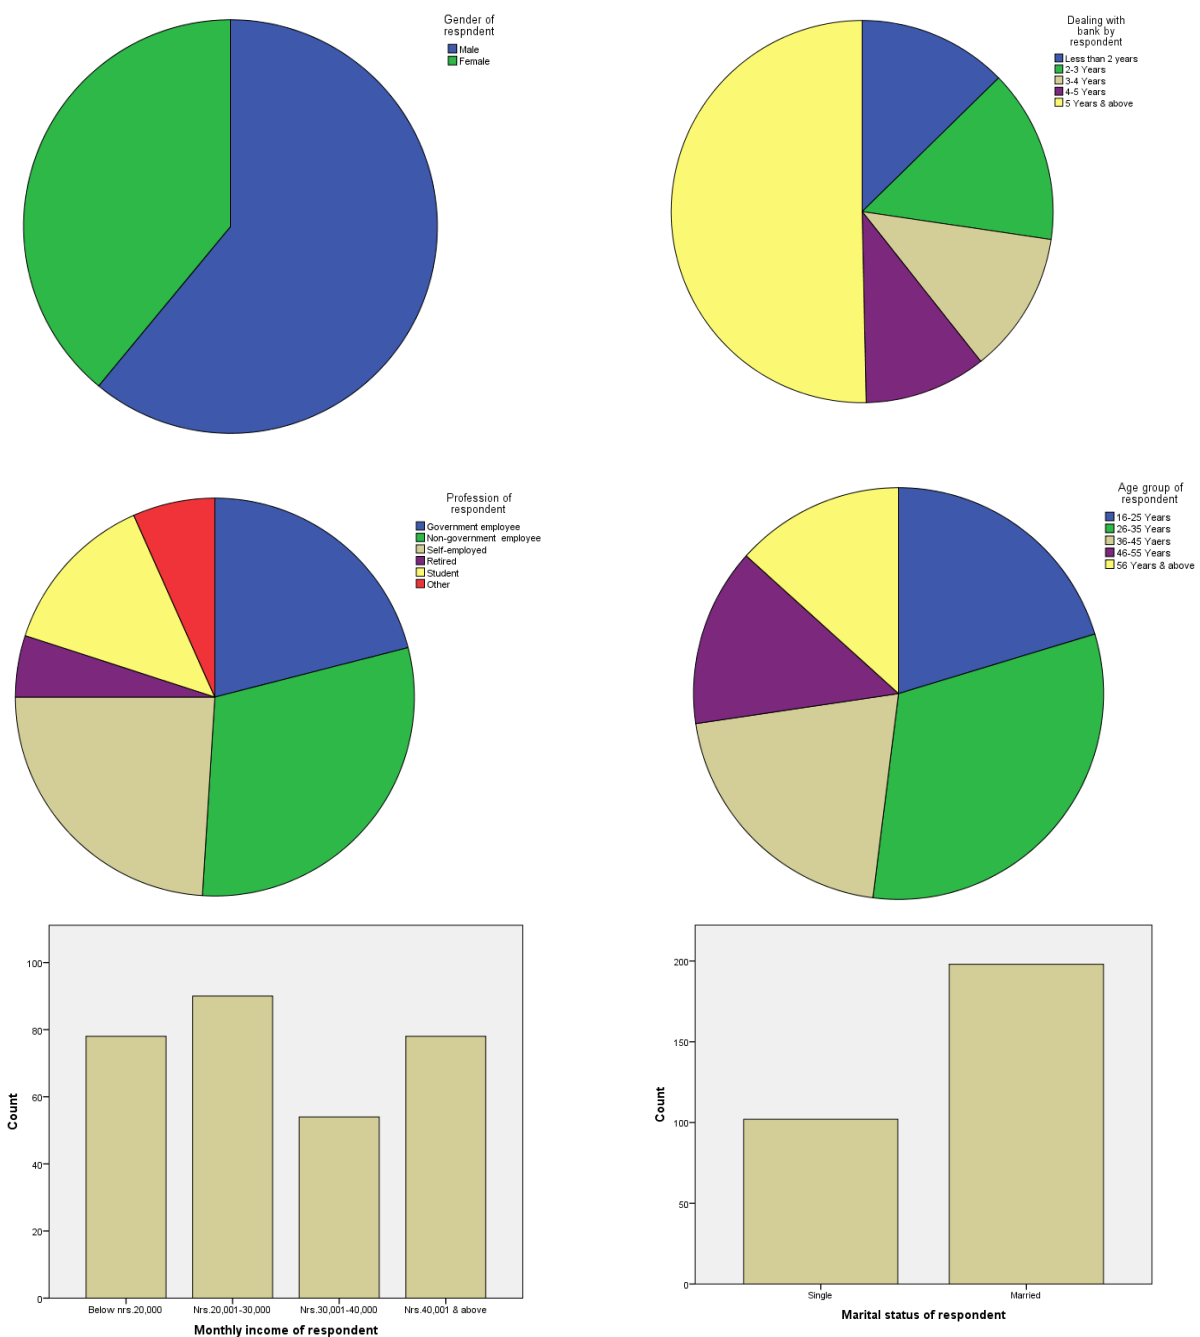 Gender of
respndent
Male
Female
Dealing with
bank by
respondent
Less than 2 years
2-3 Years
3-4 Years
4-5 Years
5 Years & above
Profession of
respondent
Government employee
Non-government employee
Self-employed
Retired
Student
Other
Age group of
respondent
16-25 Years
26-35 Years
36-45 Yaers
46-55 Years
56 Years & above
Count
100
80
60
40
20
0
Below nrs.20,000 Nrs.20,001-30,000 Nrs.30,001-40,000 Nrs.40,001 & above
Monthly income of respondent
Count
200
150
100
50
0
Single Married
Marital status of respondent